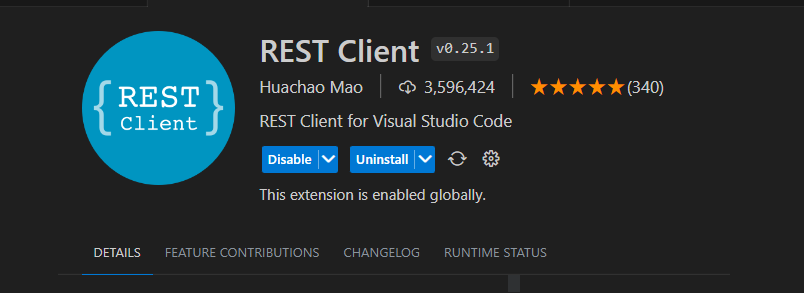 { REST Client }
REST Client v0.25.1
Huachao Mao 3,596,424 (340)
REST Client for Visual Studio Code
Disable Uninstall
This extension is enabled globally.
DETAILS FEATURE CONTRIBUTIONS CHANGELOG RUNTIME STATUS